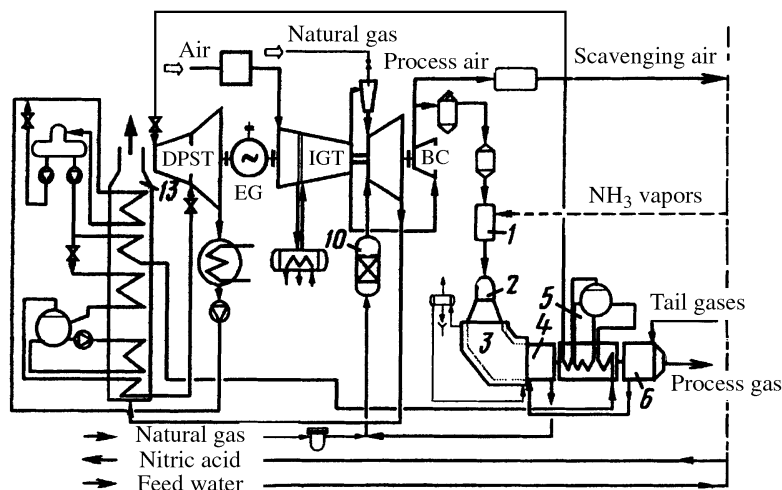 Natural gas
Air
Process air
Scavenging air
DPST
EG
IGT
BC
13
10
NH3 vapors
1
2
3
4
5
6
Tail gases
Process gas
Natural gas
Nitric acid
Feed water